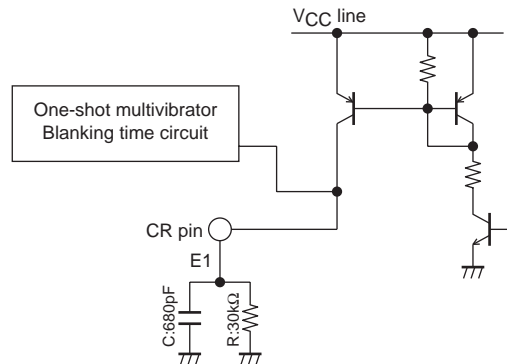 VCC line
One-shot multivibrator
Blanking time circuit
CR pin
E1
C:680pF
R:30kΩ